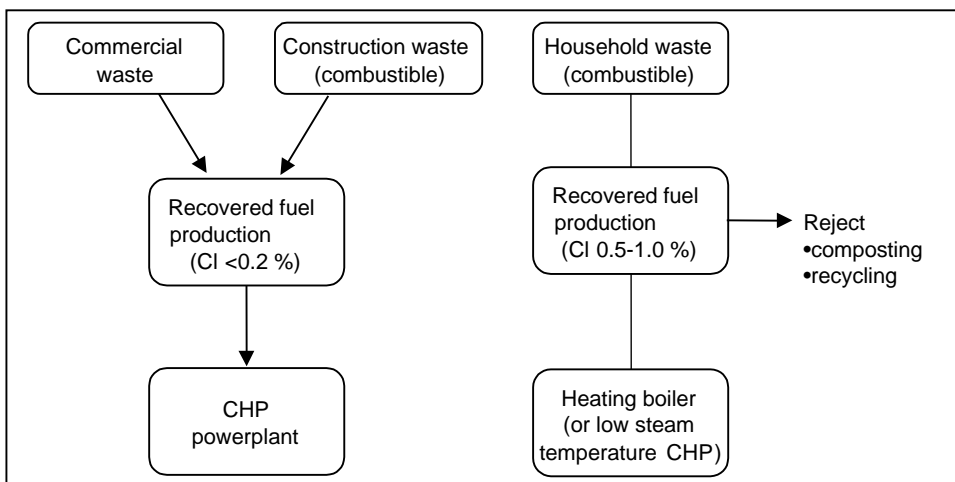 Commercial
waste
Construction waste
(combustible)
Household waste
(combustible)
Recovered fuel
production
(Cl <0.2 %)
Recovered fuel
production
(Cl 0.5-1.0 %)
Reject
•composting
•recycling
CHP
powerplant
Heating boiler
(or low steam
temperature CHP)